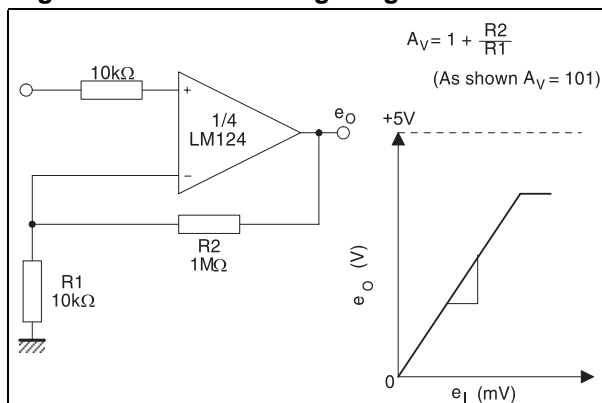 10kΩ
+
1/4
LM124
−
e_O
R2
1MΩ
R1
10kΩ
A_V = 1 + R2/R1
(As shown A_V = 101)
+5V
e_O (V)
0
e_I (mV)